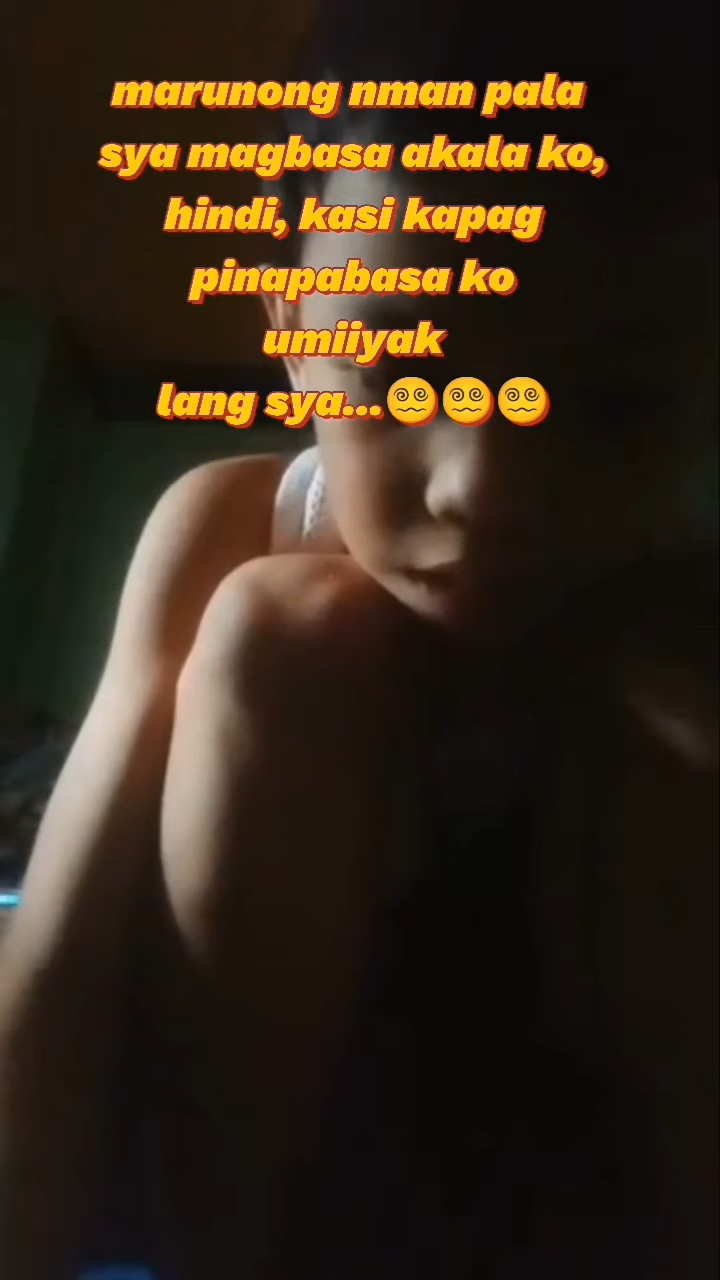 marunong nman pala
sya magbasa akala ko,
hindi, kasi kapag
pinapabasa ko
umiiyak
lang sya...😵‍💫😵‍💫😵‍💫